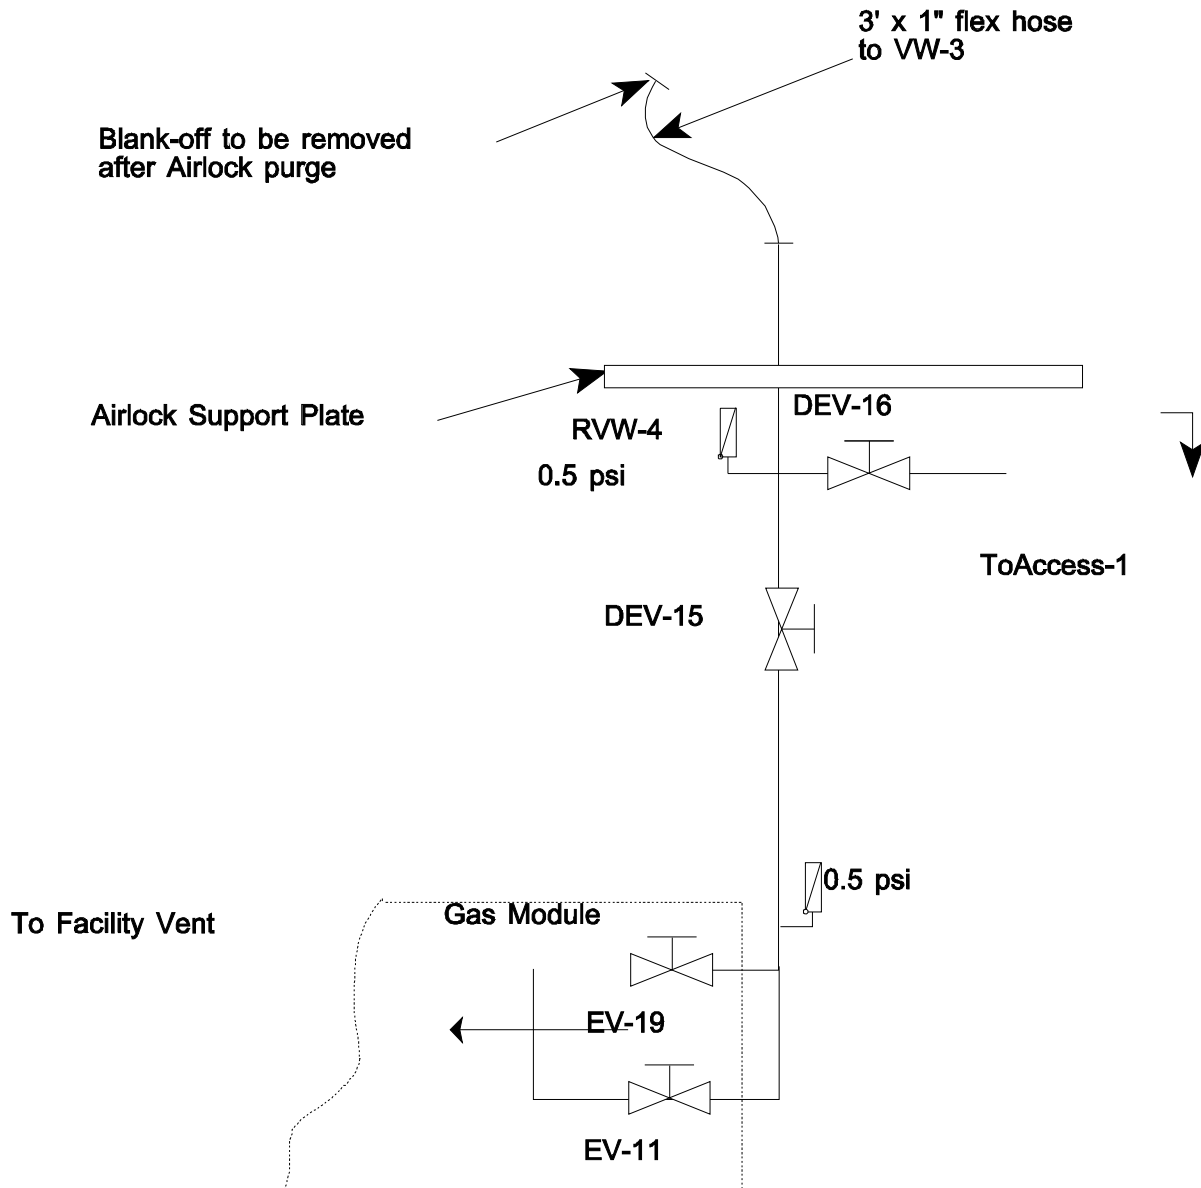 3' x 1" flex hose
to VW-3
Blank-off to be removed
after Airlock purge
Airlock Support Plate
DEV-16
RVW-4
0.5 psi
ToAccess-1
DEV-15
0.5 psi
To Facility Vent
Gas Module
EV-19
EV-11